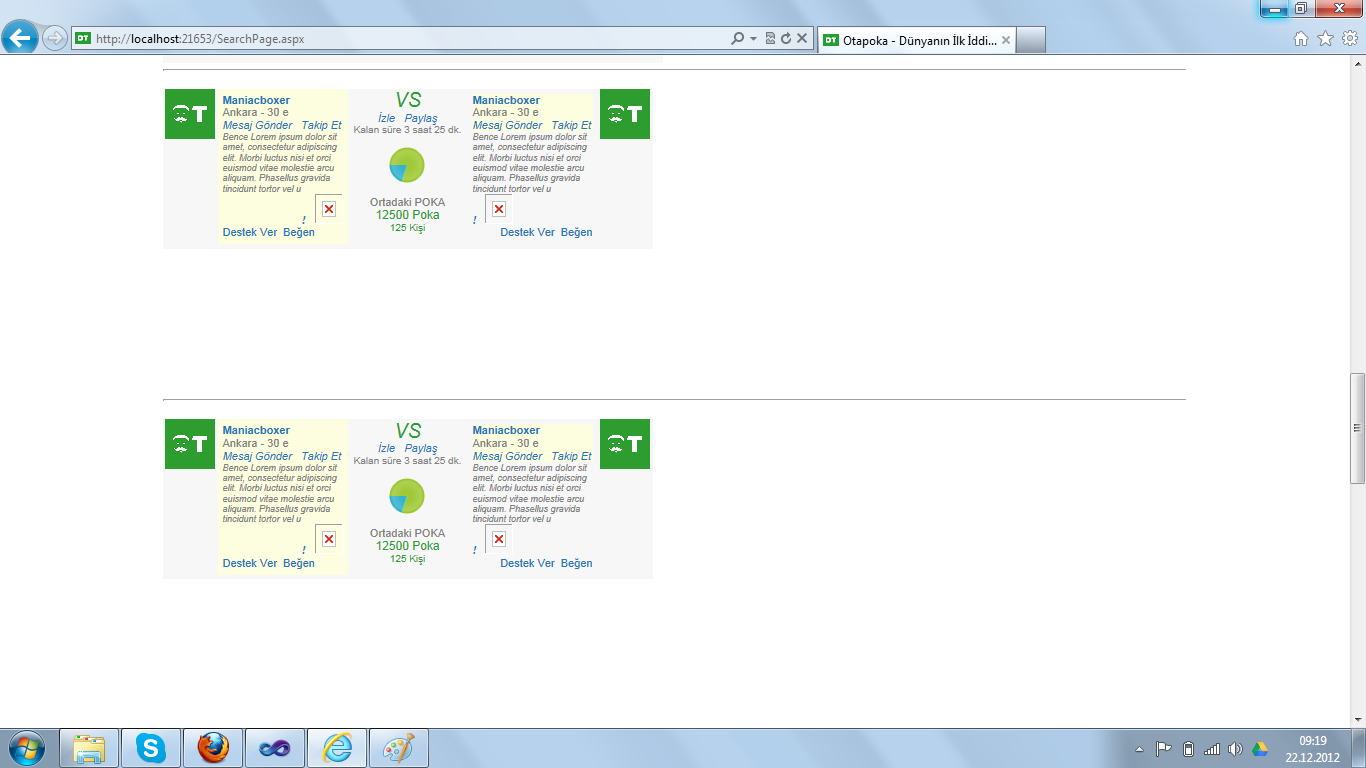 http://localhost:21653/SearchPage.aspx
DT Otapoka - Dünyanın İlk İddi...
T
Maniacboxer
Ankara - 30 e
Mesaj Gönder Takip Et
Bence Lorem ipsum dolor sit
amet, consectetur adipiscing
elit. Morbi luctus nisi et orci
euismod vitae molestie arcu
aliquam. Phasellus gravida
tincidunt tortor vel u
!
Destek Ver Beğen
VS
İzle Paylaş
Kalan süre 3 saat 25 dk.
Ortadaki POKA
12500 Poka
125 Kişi
Maniacboxer
Ankara - 30 e
Mesaj Gönder Takip Et
Bence Lorem ipsum dolor sit
amet, consectetur adipiscing
elit. Morbi luctus nisi et orci
euismod vitae molestie arcu
aliquam. Phasellus gravida
tincidunt tortor vel u
!
Destek Ver Beğen
T
T
Maniacboxer
Ankara - 30 e
Mesaj Gönder Takip Et
Bence Lorem ipsum dolor sit
amet, consectetur adipiscing
elit. Morbi luctus nisi et orci
euismod vitae molestie arcu
aliquam. Phasellus gravida
tincidunt tortor vel u
!
Destek Ver Beğen
VS
İzle Paylaş
Kalan süre 3 saat 25 dk.
Ortadaki POKA
12500 Poka
125 Kişi
Maniacboxer
Ankara - 30 e
Mesaj Gönder Takip Et
Bence Lorem ipsum dolor sit
amet, consectetur adipiscing
elit. Morbi luctus nisi et orci
euismod vitae molestie arcu
aliquam. Phasellus gravida
tincidunt tortor vel u
!
Destek Ver Beğen
T
09:19
22.12.2012